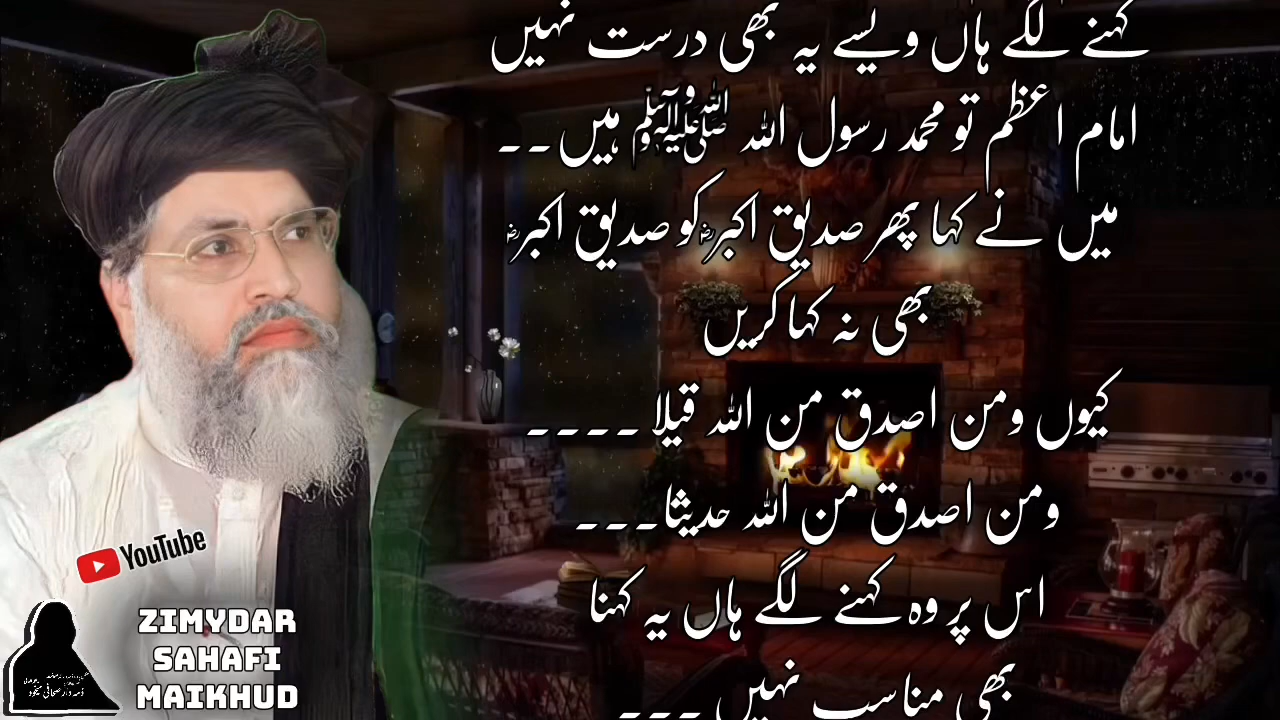 کہنے لگے ہاں ویسے یہ بھی درست نہیں
امام اعظم تو محمد رسول اللہ ﷺ ہیں۔۔
میں نے کہا پھر صدیق اکبرؓ کو صدیق اکبرؓ
بھی نہ کہا کریں
کیوں ومن اصدق من اللہ قیلا ۔۔۔۔
ومن اصدق من اللہ حدیثا۔۔۔
اس پر وہ کہنے لگے ہاں یہ کہنا
بھی مناسب نہیں ۔۔۔
YouTube
ZIMYDAR
SAHAFI
MAIKHUD